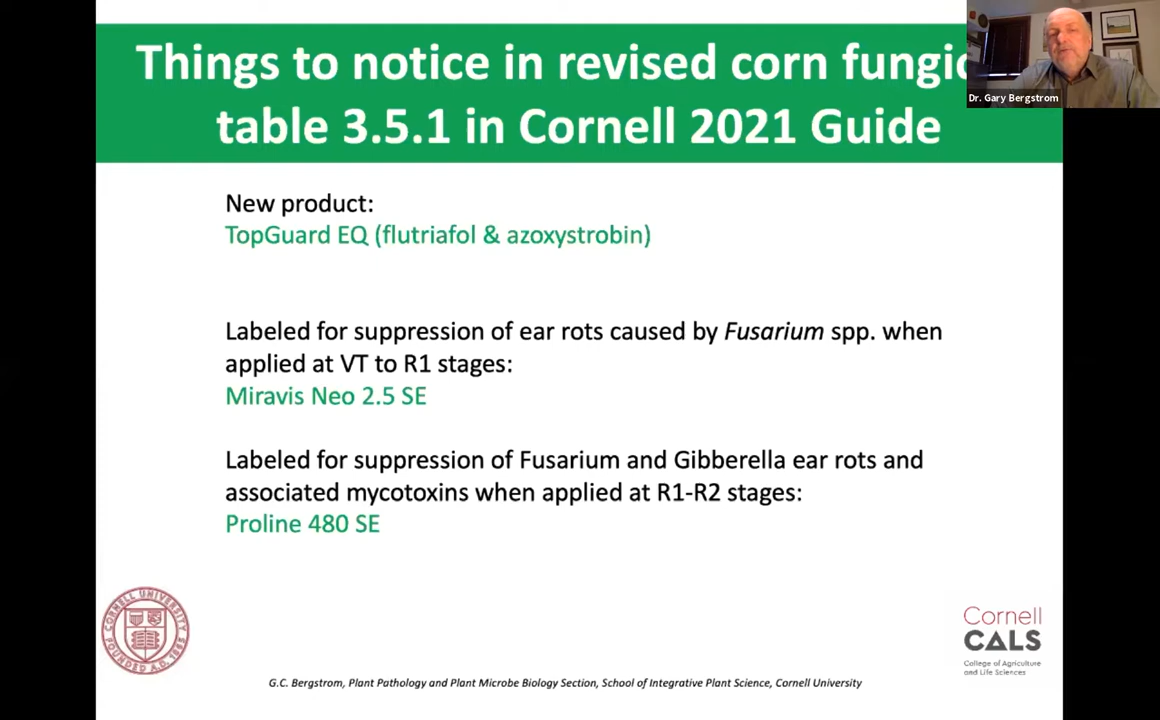 Things to notice in revised corn
table 3.5.1 in Cornell 2021 Guide
Dr. Gary Bergstrom
New product:
TopGuard EQ (flutriafol & azoxystrobin)
Labeled for suppression of ear rots caused by Fusarium spp. when
applied at VT to R1 stages:
Miravis Neo 2.5 SE
Labeled for suppression of Fusarium and Gibberella ear rots and
associated mycotoxins when applied at R1-R2 stages:
Proline 480 SE
CORNELL UNIVERSITY
FOUNDED A.D. 1865
Cornell
CALS
College of Agriculture
and Life Sciences
G.C. Bergstrom, Plant Pathology and Plant Microbe Biology Section, School of Integrative Plant Science, Cornell University